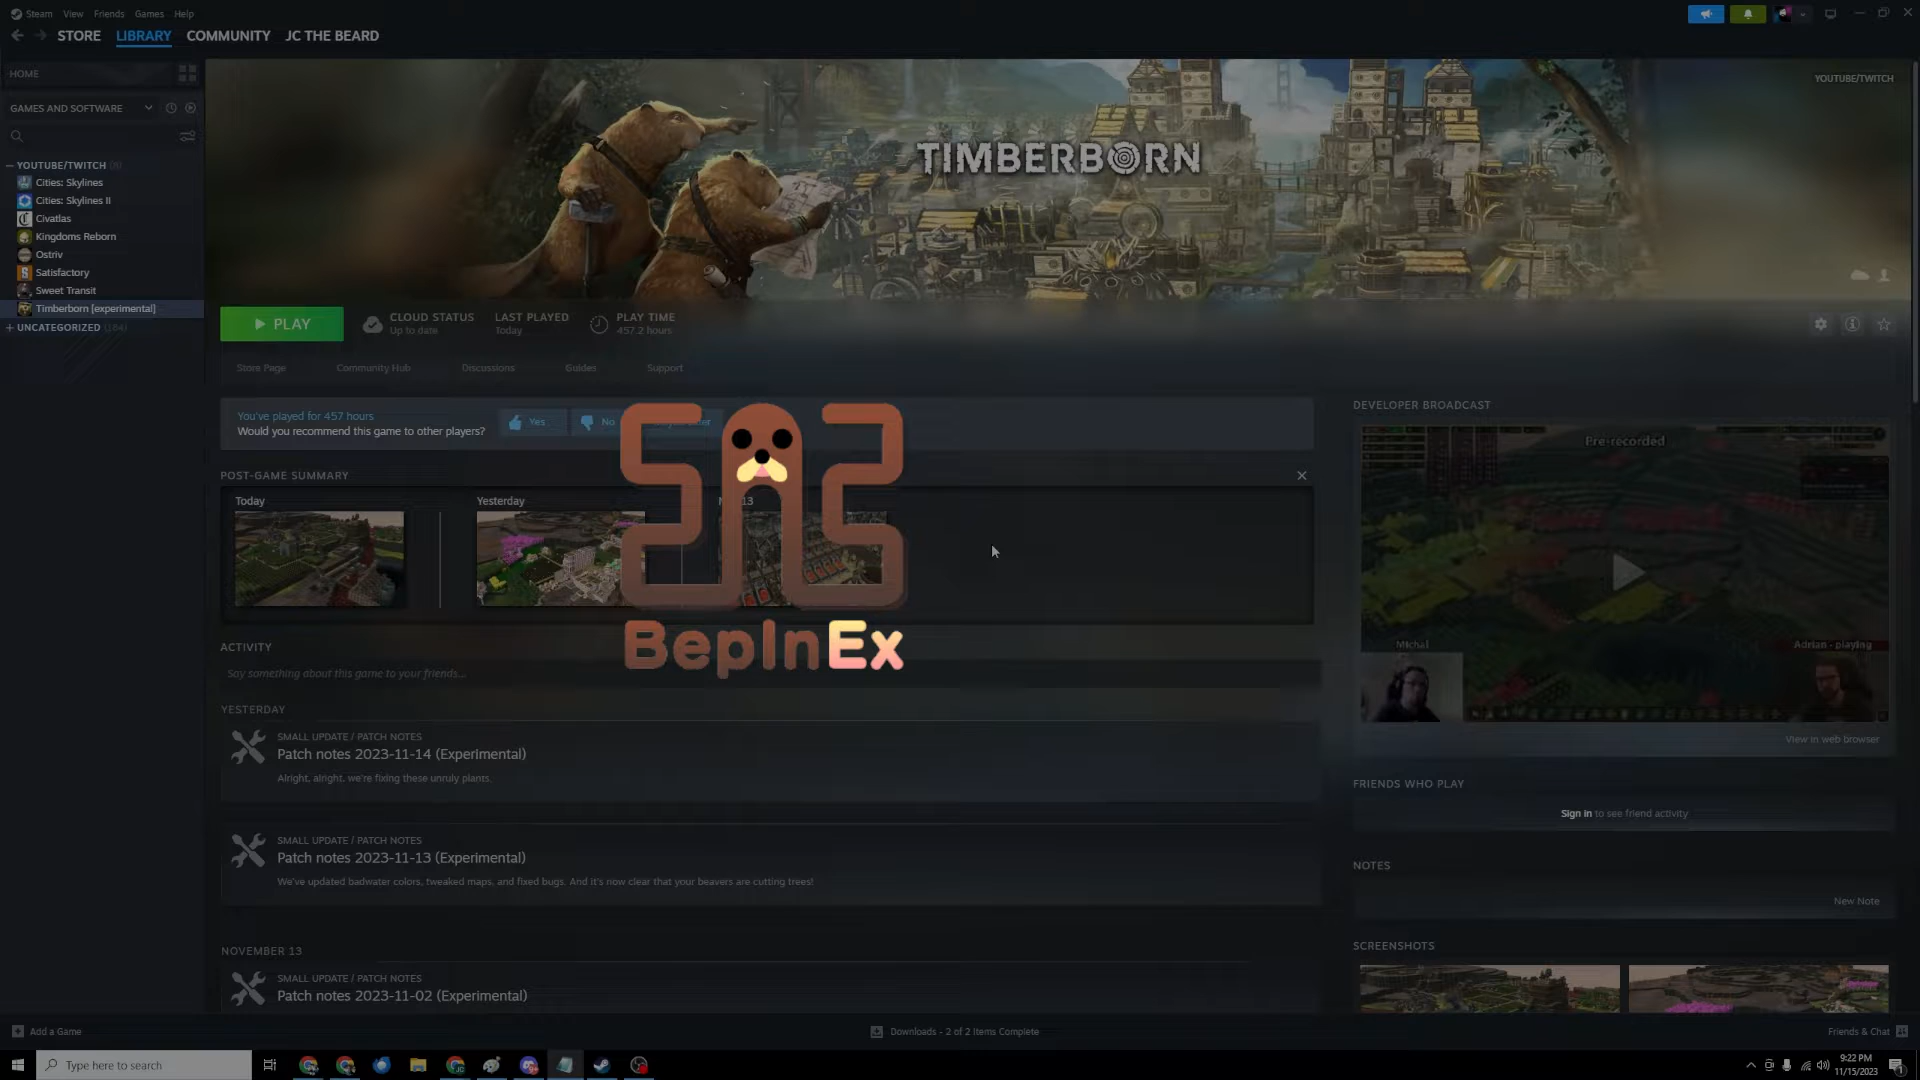 Steam View Friends Games Help
STORE LIBRARY COMMUNITY JC THE BEARD
HOME
YOUTUBE/TWITCH
GAMES AND SOFTWARE
TIMBERBORN
YOUTUBE/TWITCH
Cities: Skylines
Cities: Skylines II
Civatlas
Kingdoms Reborn
Ostriv
Satisfactory
Sweet Transit
Timberborn [experimental]
UNCATEGORIZED (184)
PLAY
CLOUD STATUS
Up to date
LAST PLAYED
Today
PLAY TIME
457.2 hours
Store Page Community Hub Discussions Guides Support
You've played for 457 hours
Would you recommend this game to other players?
Yes No
POST-GAME SUMMARY
Today Yesterday 13
BepInEx
ACTIVITY
Say something about this game to your friends...
YESTERDAY
SMALL UPDATE / PATCH NOTES
Patch notes 2023-11-14 (Experimental)
Alright, alright, we're fixing these unruly plants.
SMALL UPDATE / PATCH NOTES
Patch notes 2023-11-13 (Experimental)
We've updated badwater colors, tweaked maps, and fixed bugs. And it's now clear that your beavers are cutting trees!
NOVEMBER 13
SMALL UPDATE / PATCH NOTES
Patch notes 2023-11-02 (Experimental)
DEVELOPER BROADCAST
Pre-recorded
Michal Adrian - playing
View in web browser
FRIENDS WHO PLAY
Sign in to see friend activity
NOTES
New Note
SCREENSHOTS
Add a Game
Downloads - 2 of 2 Items Complete
Friends & Chat
Type here to search
9:22 PM
11/15/2023